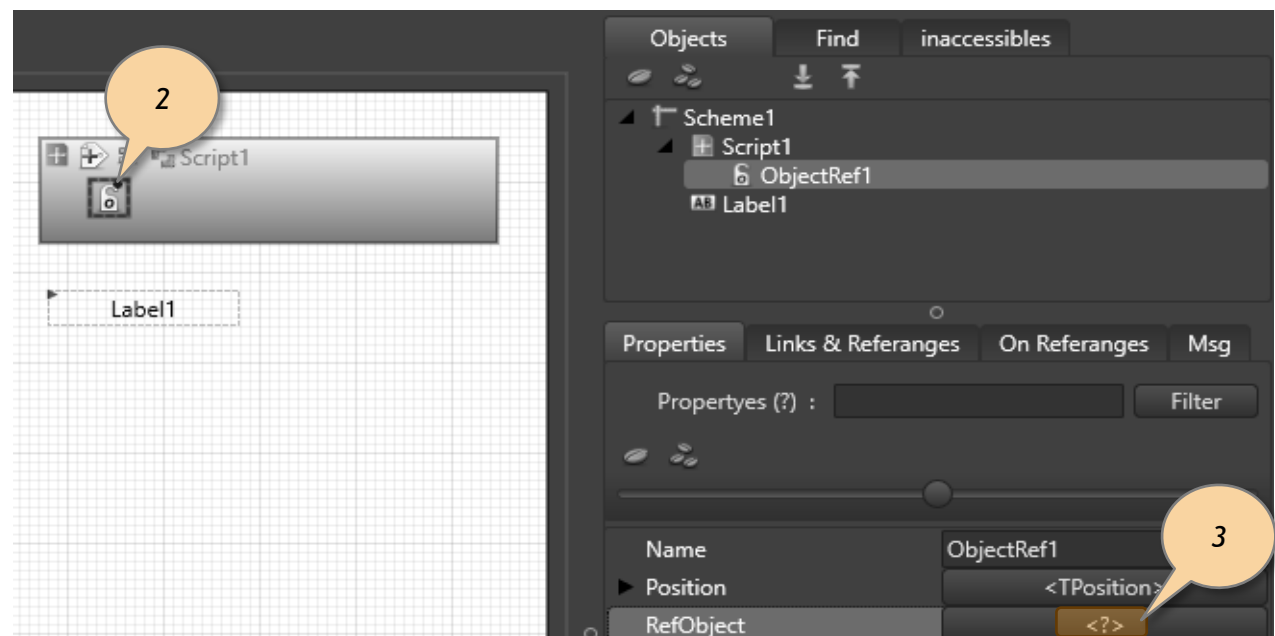 Objects Find inaccessibles
2
Scheme1
Script1
Script1
ObjectRef1
AB Label1
Label1
Properties Links & Referanges On Referanges Msg
Propertyes (?) : Filter
3
Name ObjectRef1
Position <TPosition>
RefObject <?>